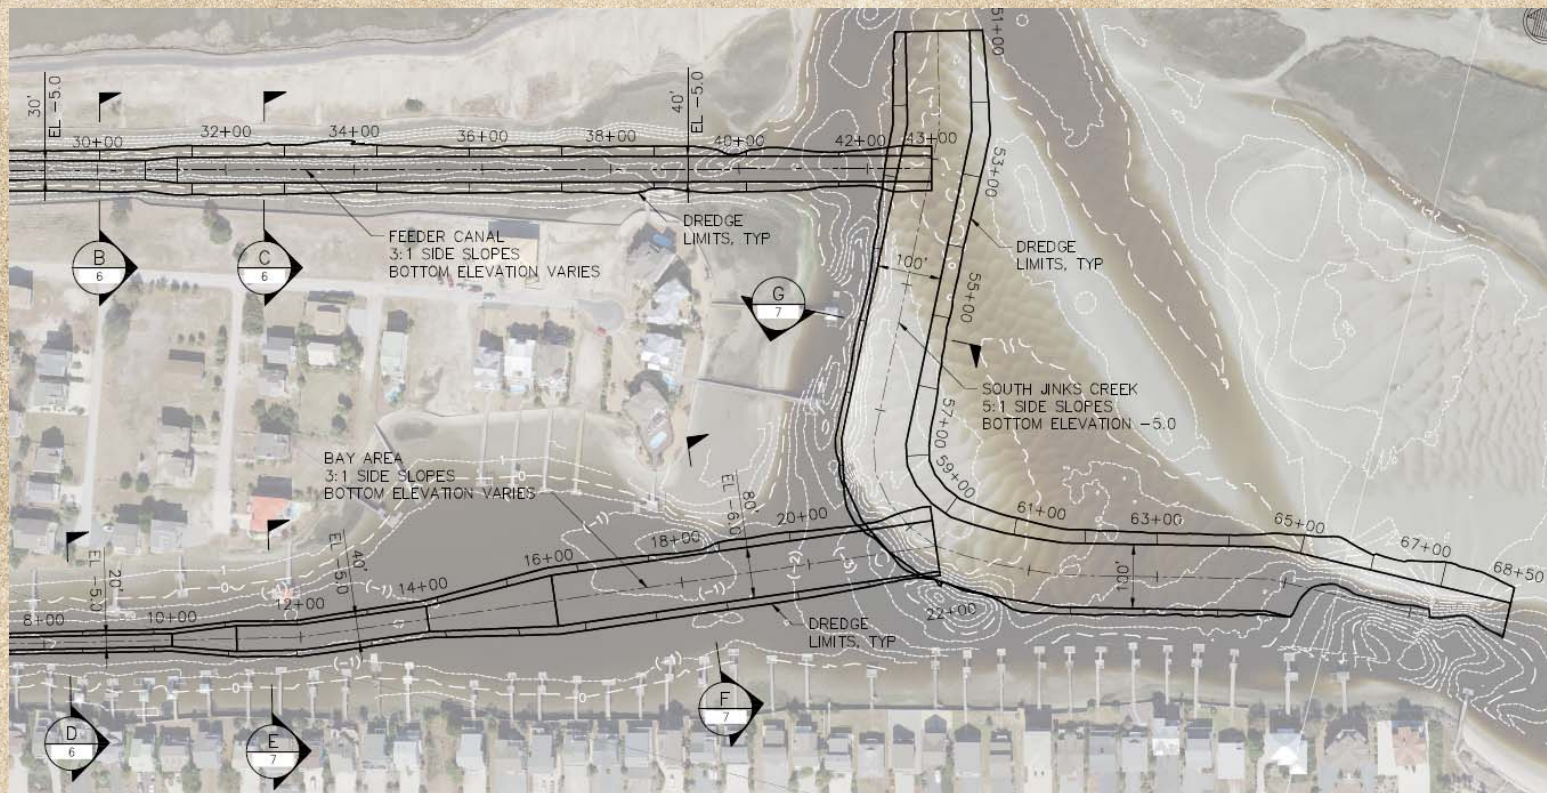 30'
EL -5.0
30+00
32+00
34+00
36+00
38+00
40'
EL -5.0
40+00
42+00
43+00
51+00
53+00
55+00
57+00
59+00
61+00
63+00
65+00
67+00
68+50
B
6
C
6
FEEDER CANAL
3:1 SIDE SLOPES
BOTTOM ELEVATION VARIES
DREDGE
LIMITS, TYP
G
7
100'
DREDGE
LIMITS, TYP
SOUTH JINKS CREEK
5:1 SIDE SLOPES
BOTTOM ELEVATION -5.0
BAY AREA
3:1 SIDE SLOPES
BOTTOM ELEVATION VARIES
8+00
EL -5.0
20'
10+00
12+00
EL -5.0
40'
14+00
16+00
18+00
EL -6.0
80'
20+00
22+00
100'
DREDGE
LIMITS, TYP
(-1)
(-1)
(-1)
(-2)
0
0
D
6
E
7
F
7